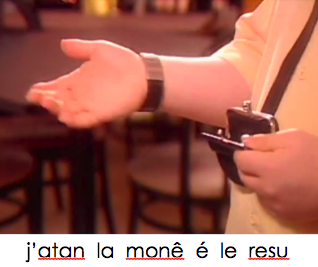 j'atan la monê é le resu